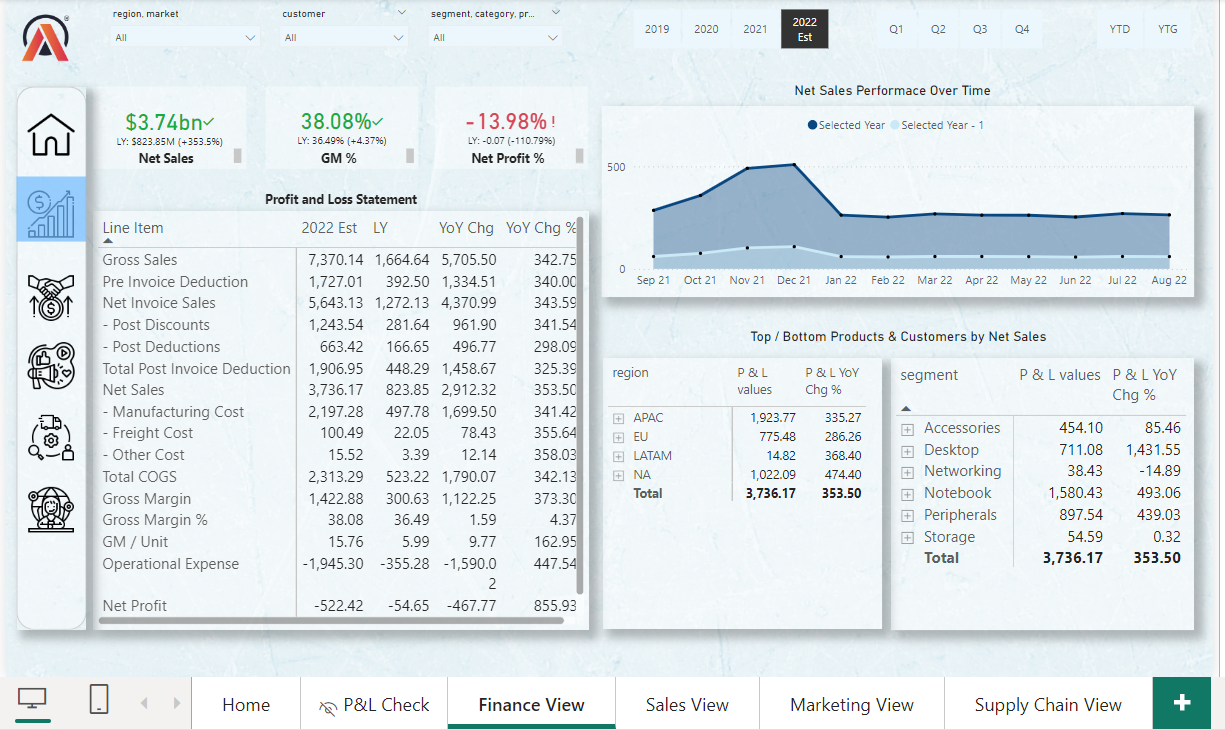 region, market
customer
segment, category, pr...
All
All
All
2019
2020
2021
2022
Est
Q1
Q2
Q3
Q4
YTD
YTG
$3.74bn
LY: $823.85M (+353.5%)
Net Sales
38.08%
LY: 36.49% (+4.37%)
GM %
-13.98% !
LY: -0.07 (-110.79%)
Net Profit %
Net Sales Performace Over Time
Selected Year Selected Year - 1
500
0
Sep 21 Oct 21 Nov 21 Dec 21 Jan 22 Feb 22 Mar 22 Apr 22 May 22 Jun 22 Jul 22 Aug 22
Profit and Loss Statement
Line Item 2022 Est LY YoY Chg YoY Chg %
Gross Sales 7,370.14 1,664.64 5,705.50 342.75
Pre Invoice Deduction 1,727.01 392.50 1,334.51 340.00
Net Invoice Sales 5,643.13 1,272.13 4,370.99 343.59
- Post Discounts 1,243.54 281.64 961.90 341.54
- Post Deductions 663.42 166.65 496.77 298.09
Total Post Invoice Deduction 1,906.95 448.29 1,458.67 325.39
Net Sales 3,736.17 823.85 2,912.32 353.50
- Manufacturing Cost 2,197.28 497.78 1,699.50 341.42
- Freight Cost 100.49 22.05 78.43 355.64
- Other Cost 15.52 3.39 12.14 358.03
Total COGS 2,313.29 523.22 1,790.07 342.13
Gross Margin 1,422.88 300.63 1,122.25 373.30
Gross Margin % 38.08 36.49 1.59 4.37
GM / Unit 15.76 5.99 9.77 162.95
Operational Expense -1,945.30 -355.28 -1,590.0 447.54
2
Net Profit -522.42 -54.65 -467.77 855.93
Top / Bottom Products & Customers by Net Sales
region P & L P & L YoY
values Chg %
APAC 1,923.77 335.27
EU 775.48 286.26
LATAM 14.82 368.40
NA 1,022.09 474.40
Total 3,736.17 353.50
segment P & L values P & L YoY
Chg %
Accessories 454.10 85.46
Desktop 711.08 1,431.55
Networking 38.43 -14.89
Notebook 1,580.43 493.06
Peripherals 897.54 439.03
Storage 54.59 0.32
Total 3,736.17 353.50
Home
P&L Check
Finance View
Sales View
Marketing View
Supply Chain View
+